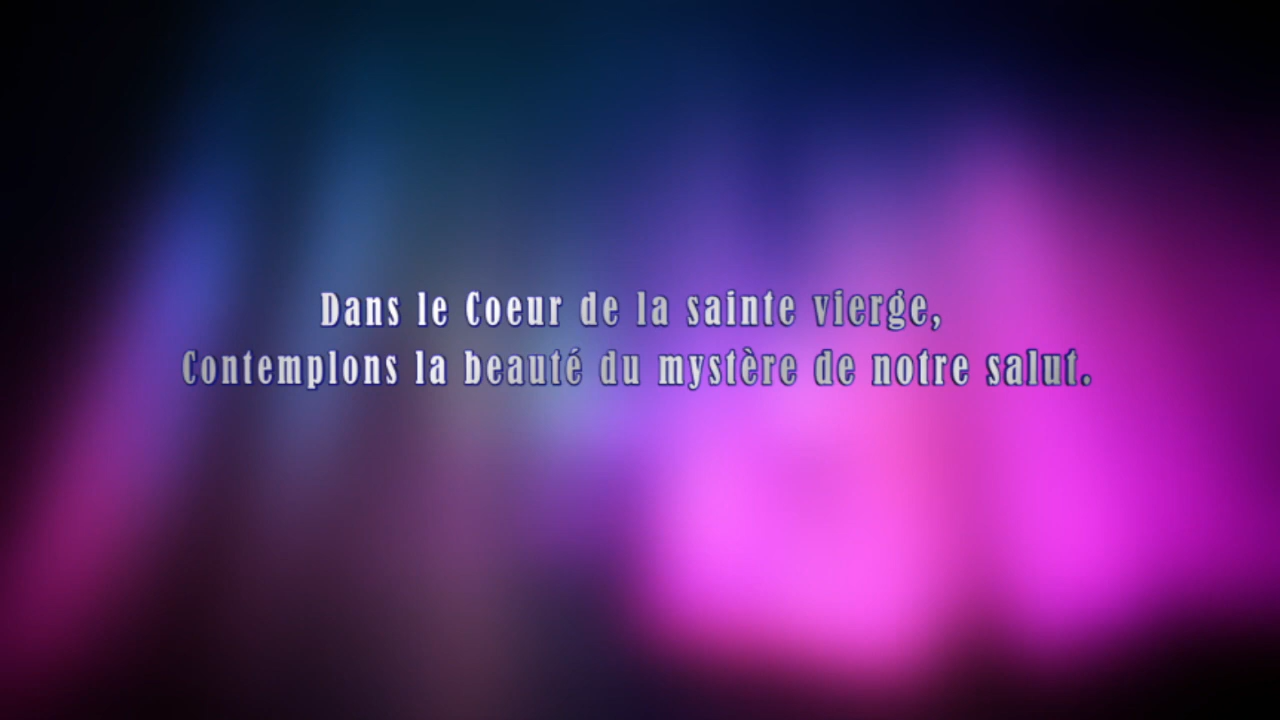 Dans le Coeur de la sainte vierge,
Contemplons la beauté du mystère de notre salut.